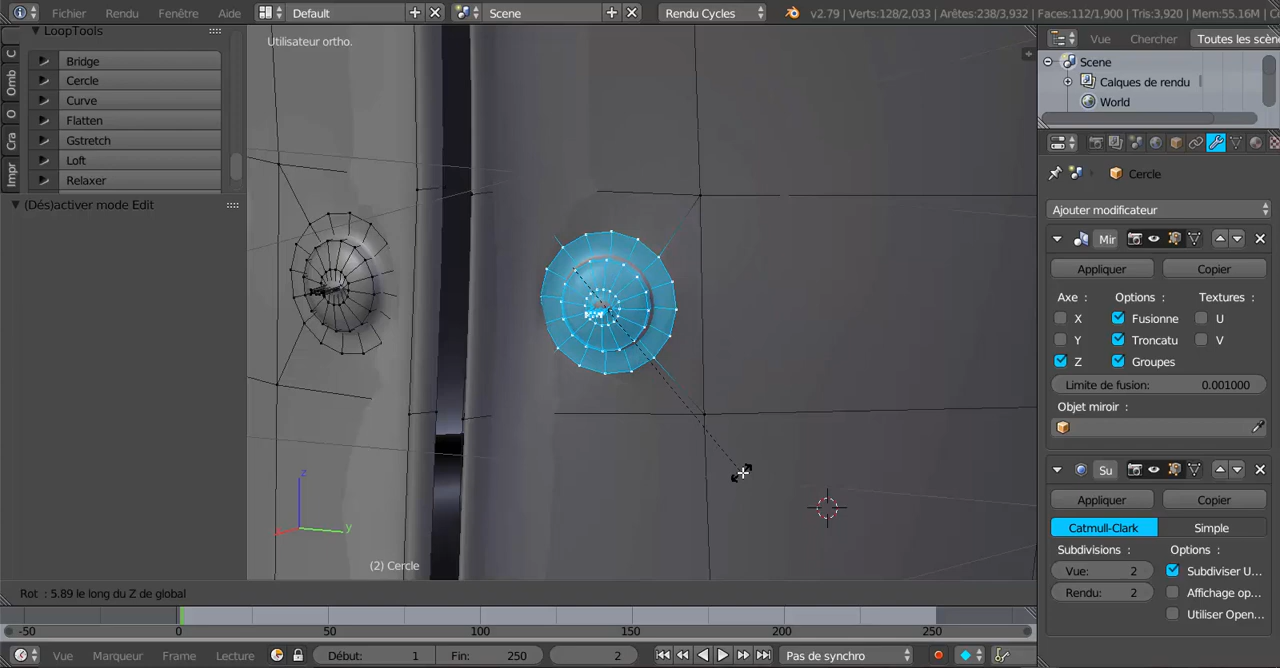 Fichier Rendu Fenêtre Aide Default Scene Rendu Cycles v2.79 | Verts:128/2,033 | Arêtes:238/3,932 | Faces:112/1,900 | Tris:3,920 | Mem:55.16M
LoopTools
Bridge
Cercle
Curve
Flatten
Gstretch
Loft
Relaxer
C
Omb
O
Cra
Impr
(Dés)activer mode Edit
Utilisateur ortho.
z
y
(2) Cercle
Rot : 5.89 le long du Z de global
Vue Chercher Toutes les scèn
Scene
Calques de rendu
World
Cercle
Ajouter modificateur
Mir
Appliquer Copier
Axe : Options : Textures :
X Fusionne U
Y Troncatu V
Z Groupes
Limite de fusion: 0.001000
Objet miroir :
Su
Appliquer Copier
Catmull-Clark Simple
Subdivisions : Options :
Vue: 2 Subdiviser U...
Rendu: 2 Affichage op...
Utiliser Open...
-50 0 50 100 150 200 250
Vue Marqueur Frame Lecture Début: 1 Fin: 250 2 Pas de synchro